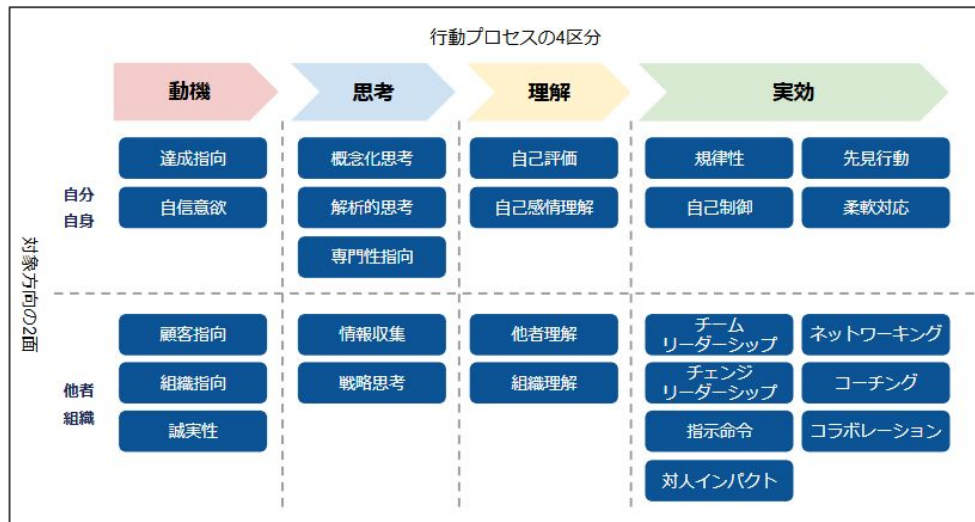 行動プロセスの4区分
動機
思考
理解
実効
対象方向の2面
自分
自身
達成指向
概念化思考
自己評価
規律性
先見行動
自信意欲
解析的思考
自己感情理解
自己制御
柔軟対応
専門性指向
他者
組織
顧客指向
情報収集
他者理解
チーム
リーダーシップ
ネットワーキング
組織指向
戦略思考
組織理解
チェンジ
リーダーシップ
コーチング
誠実性
指示命令
コラボレーション
対人インパクト